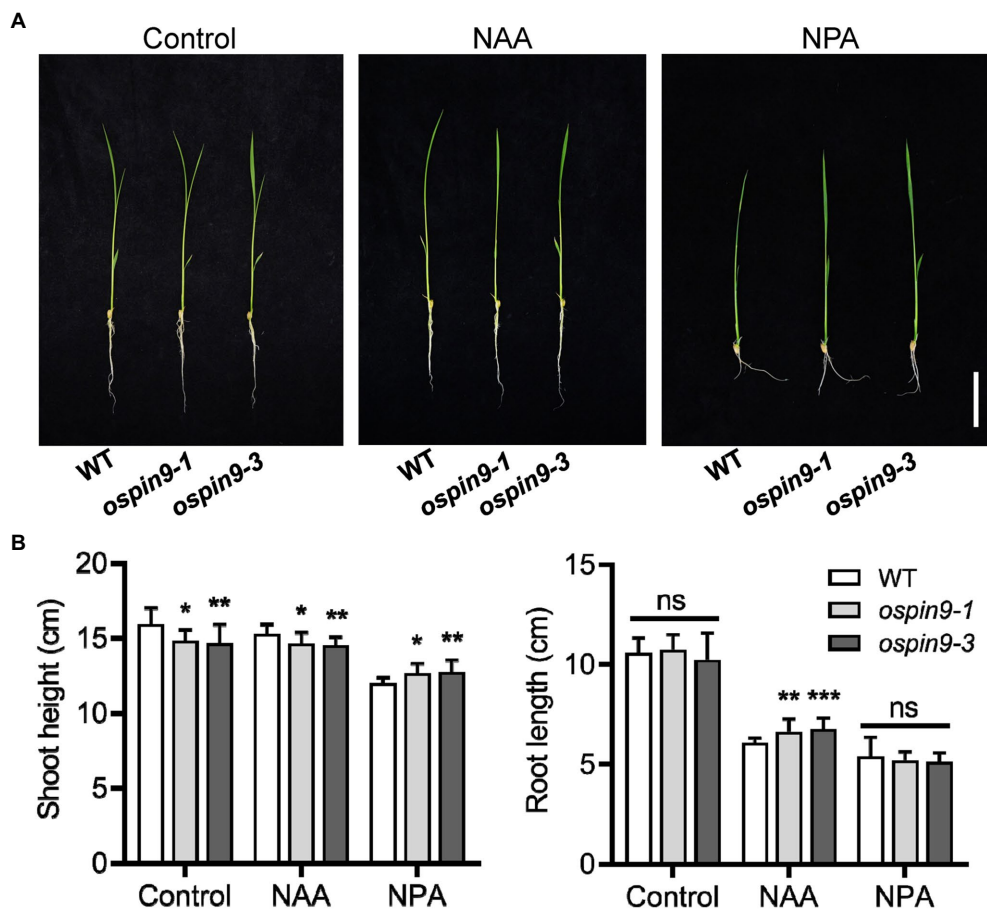 A
Control NAA NPA
WT ospin9-1 ospin9-3 WT ospin9-1 ospin9-3 WT ospin9-1 ospin9-3
B
Shoot height (cm)
20
15
10
5
0
* **
* **
* **
Control NAA NPA
Root length (cm)
15
10
5
0
ns
** ***
ns
WT
ospin9-1
ospin9-3
Control NAA NPA